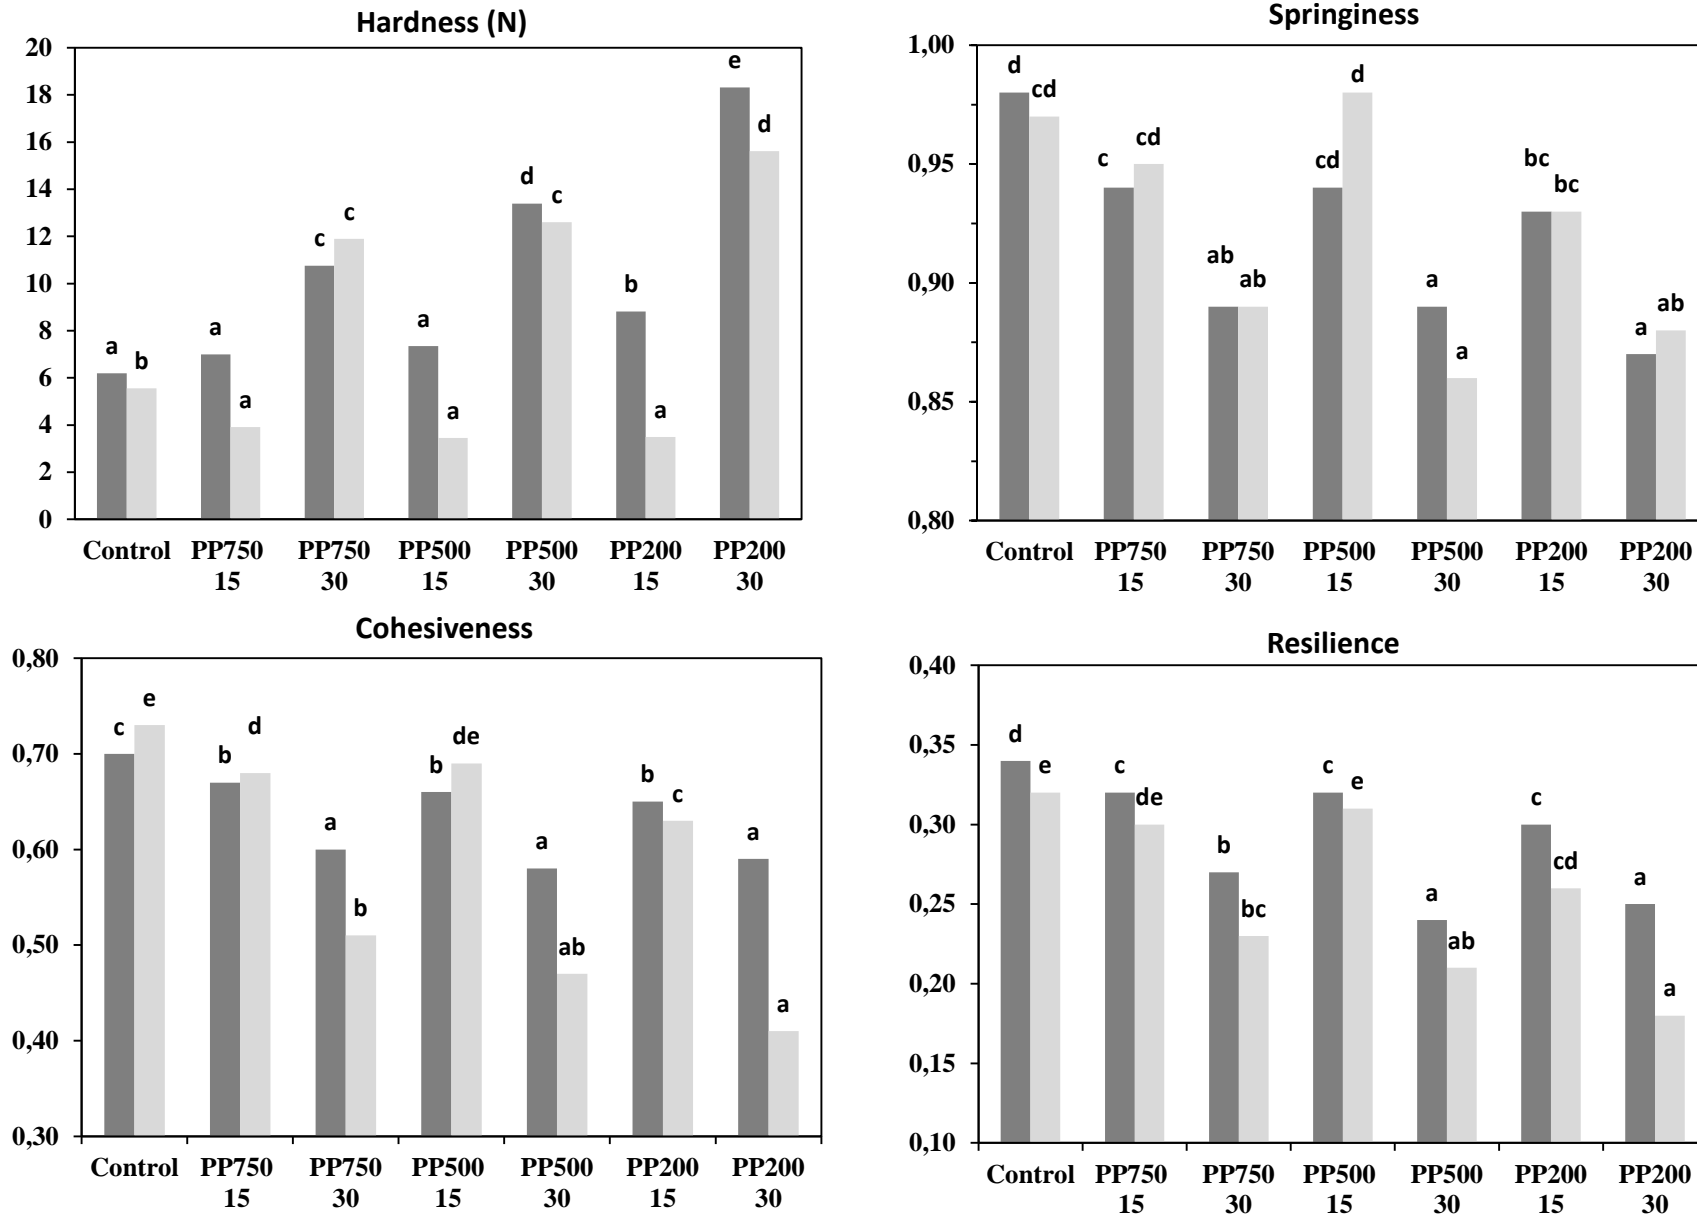 Hardness (N)
20
18
16
14
12
10
8
6
4
2
0
a
b
a
a
c
c
a
a
d
c
b
a
e
d
Control PP750 PP750 PP500 PP500 PP200 PP200
15 30 15 30 15 30
Springiness
1,00
0,95
0,90
0,85
0,80
d
cd
c
cd
ab
ab
cd
d
a
a
bc
bc
a
ab
Control PP750 PP750 PP500 PP500 PP200 PP200
15 30 15 30 15 30
Cohesiveness
0,80
0,70
0,60
0,50
0,40
0,30
c
e
b
d
a
b
b
de
a
ab
b
c
a
a
Control PP750 PP750 PP500 PP500 PP200 PP200
15 30 15 30 15 30
Resilience
0,40
0,35
0,30
0,25
0,20
0,15
0,10
d
e
c
de
b
bc
c
e
a
ab
c
cd
a
a
Control PP750 PP750 PP500 PP500 PP200 PP200
15 30 15 30 15 30